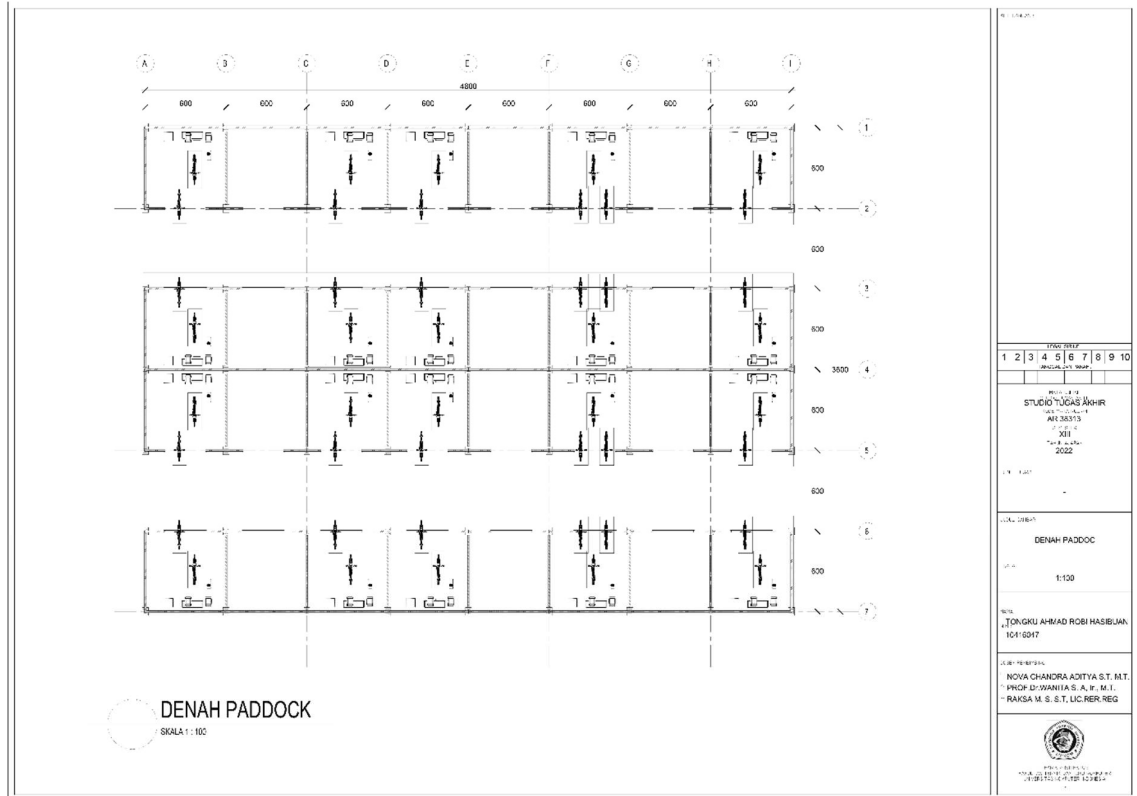 A B C D E F G H I
4800
600 600 600 600 600 600 600 600
1
600
2
600
3
600
3600 4
600
5
600
6
600
7
DENAH PADDOCK
SKALA 1 : 100
1 2 3 4 5 6 7 8 9 10
STUDIO TUGAS AKHIR
AR 38313
XIII
2022
-
DENAH PADDOC
1:100
TONGKU AHMAD ROBI HASIBUAN
10416047
NOVA CHANDRA ADITYA S.T. M.T.
PROF.Dr.WANITA S. A, Ir., M.T.
RAKSA M. S. S.T, LIC.RER.REG